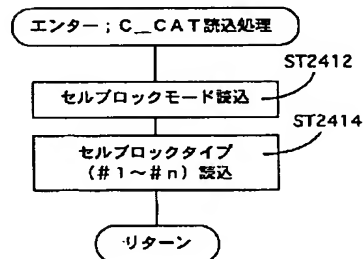 エンター；C__CAT読込処理
ST2412
セルブロックモード読込
ST2414
セルブロックタイプ
(＃1〜＃n) 読込
リターン